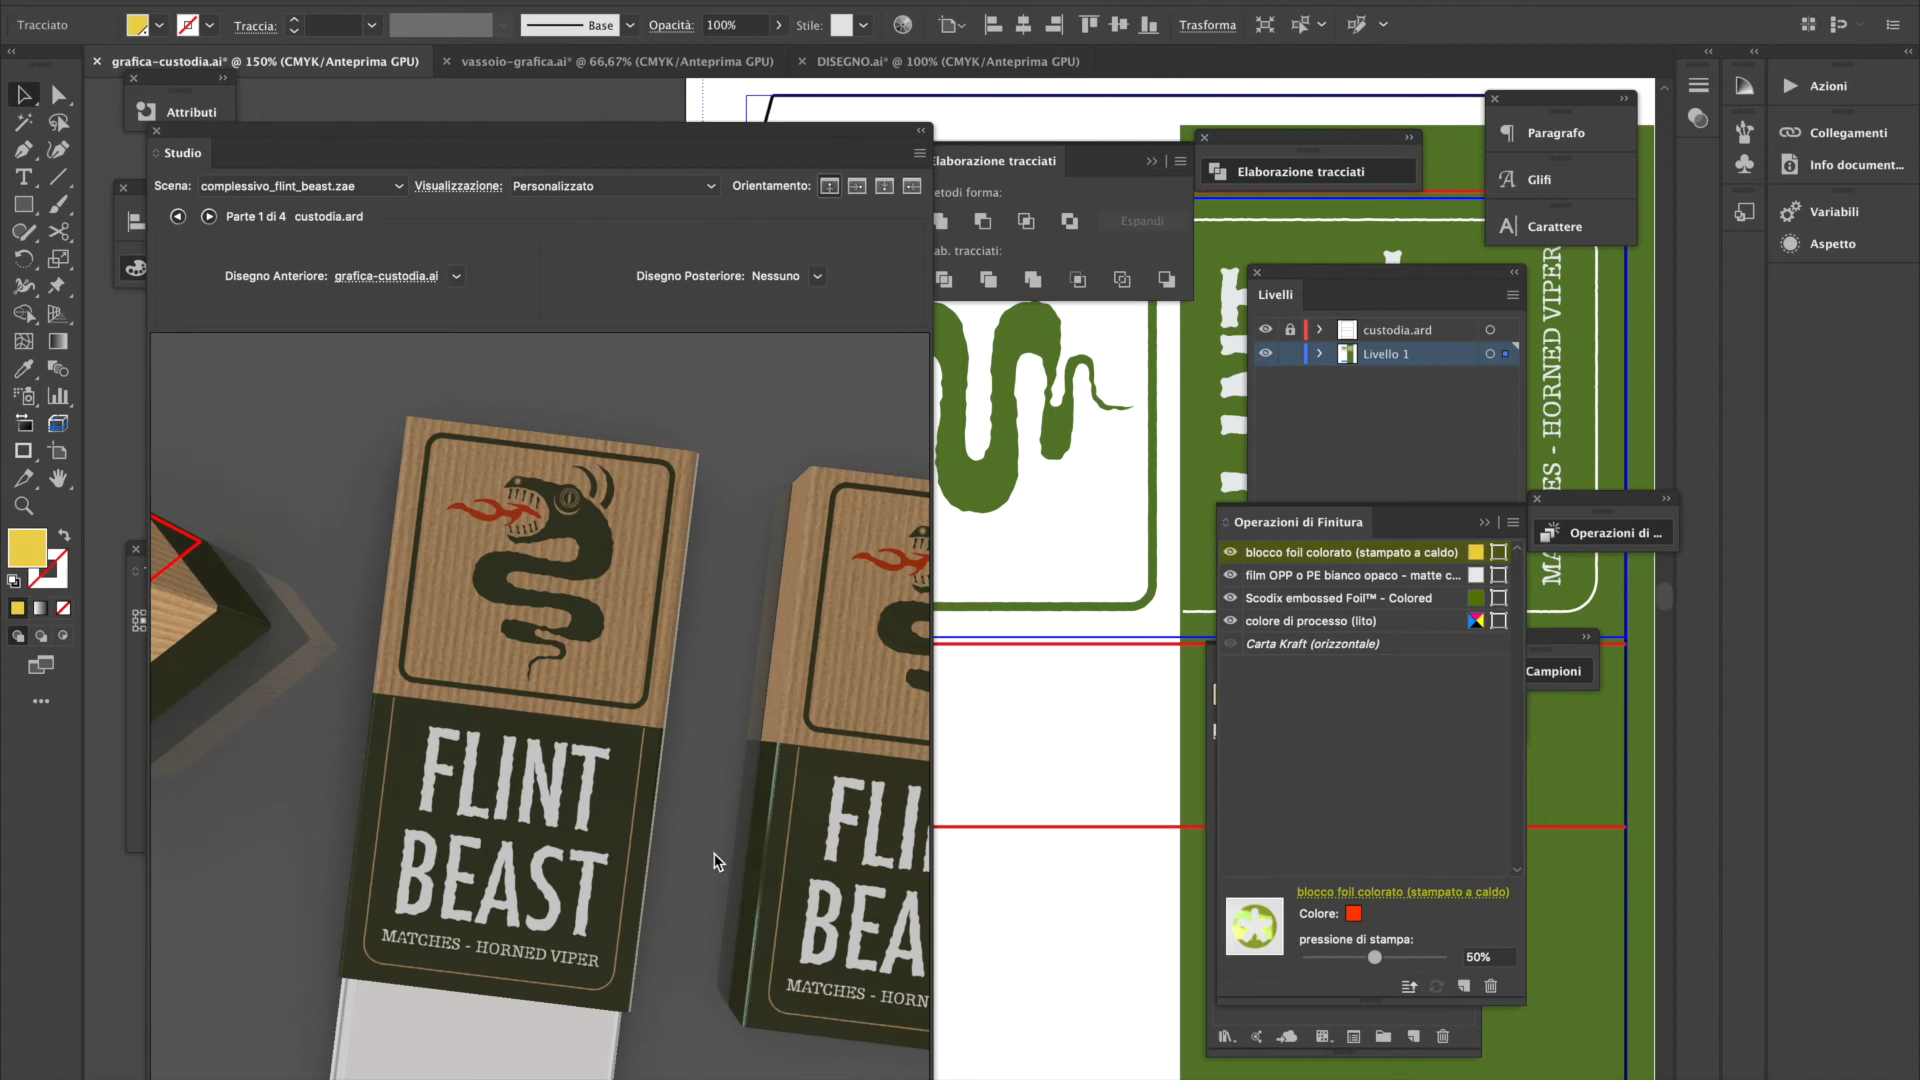 Tracciato
Traccia:
Base
Opacità: 100%
Stile:
Trasforma
grafica-custodia.ai* @ 150% (CMYK/Anteprima GPU)
vassoio-grafica.ai* @ 66,67% (CMYK/Anteprima GPU)
DISEGNO.ai* @ 100% (CMYK/Anteprima GPU)
Attributi
Studio
Scena: complessivo_flint_beast.zae
Visualizzazione: Personalizzato
Orientamento:
Parte 1 di 4 custodia.ard
Disegno Anteriore: grafica-custodia.ai
Disegno Posteriore: Nessuno
FLINT
BEAST
MATCHES - HORNED VIPER
FLI
BEA
MATCHES - HORN
Elaborazione tracciati
etodi forma:
Espandi
ab. tracciati:
Elaborazione tracciati
Paragrafo
Glifi
Carattere
Livelli
custodia.ard
Livello 1
MA ES - HORNED VIPER
Operazioni di Finitura
blocco foil colorato (stampato a caldo)
film OPP o PE bianco opaco - matte c...
Scodix embossed Foil™ - Colored
colore di processo (lito)
Carta Kraft (orizzontale)
blocco foil colorato (stampato a caldo)
Colore:
pressione di stampa:
50%
Operazioni di ...
Campioni
Azioni
Collegamenti
Info document...
Variabili
Aspetto